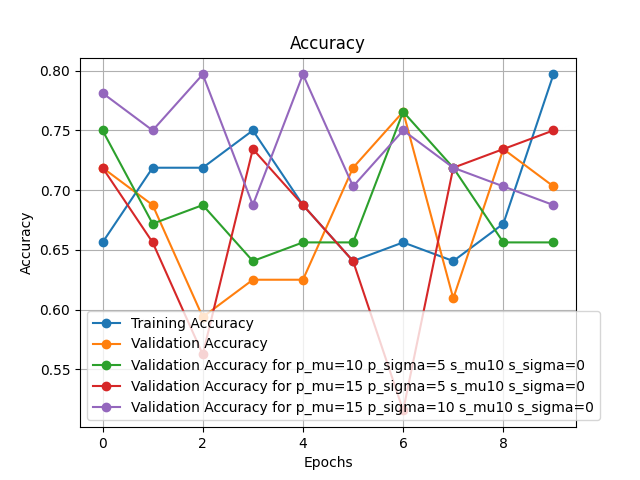 Accuracy
0.80
0.75
0.70
0.65
0.60
0.55
Accuracy
Training Accuracy
Validation Accuracy
Validation Accuracy for p_mu=10 p_sigma=5 s_mu10 s_sigma=0
Validation Accuracy for p_mu=15 p_sigma=5 s_mu10 s_sigma=0
Validation Accuracy for p_mu=15 p_sigma=10 s_mu10 s_sigma=0
0 2 4 6 8
Epochs